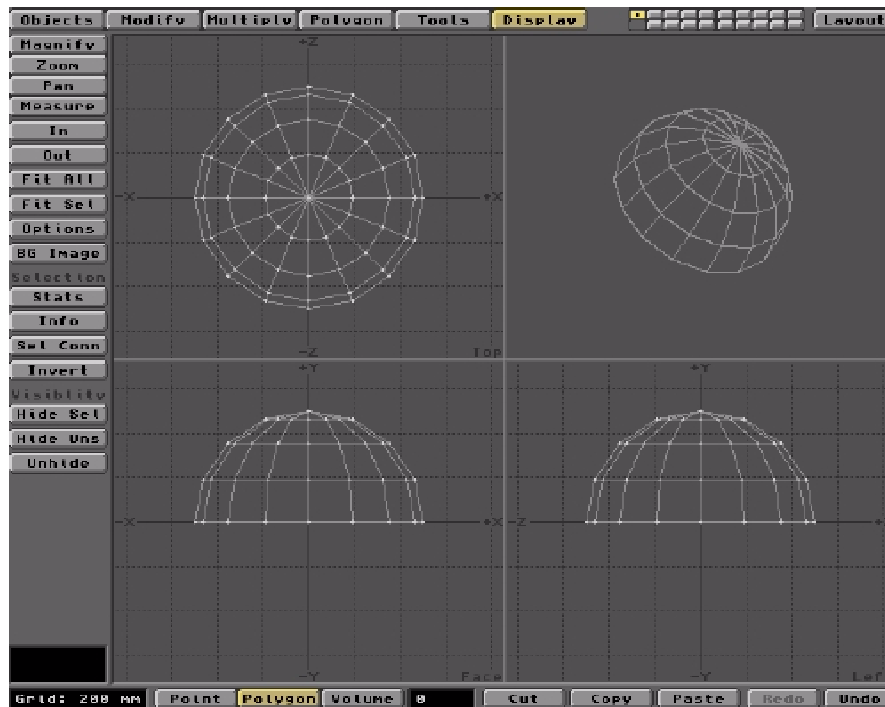 Objects Modify Multiply Polygon Tools Display Layout
Magnify
Zoom
Pan
Measure
In
Out
Fit All
Fit Sel
Options
BG Image
Selection
Stats
Info
Sel Conn
Invert
Visiblity
Hide Sel
Hide Uns
Unhide
+Z
-X +X
-Z Top
+Y +Y
-X +X -Z +
-Y Face -Y Lef
Grid: 200 MM Point Polygon Volume 0 Cut Copy Paste Redo Undo